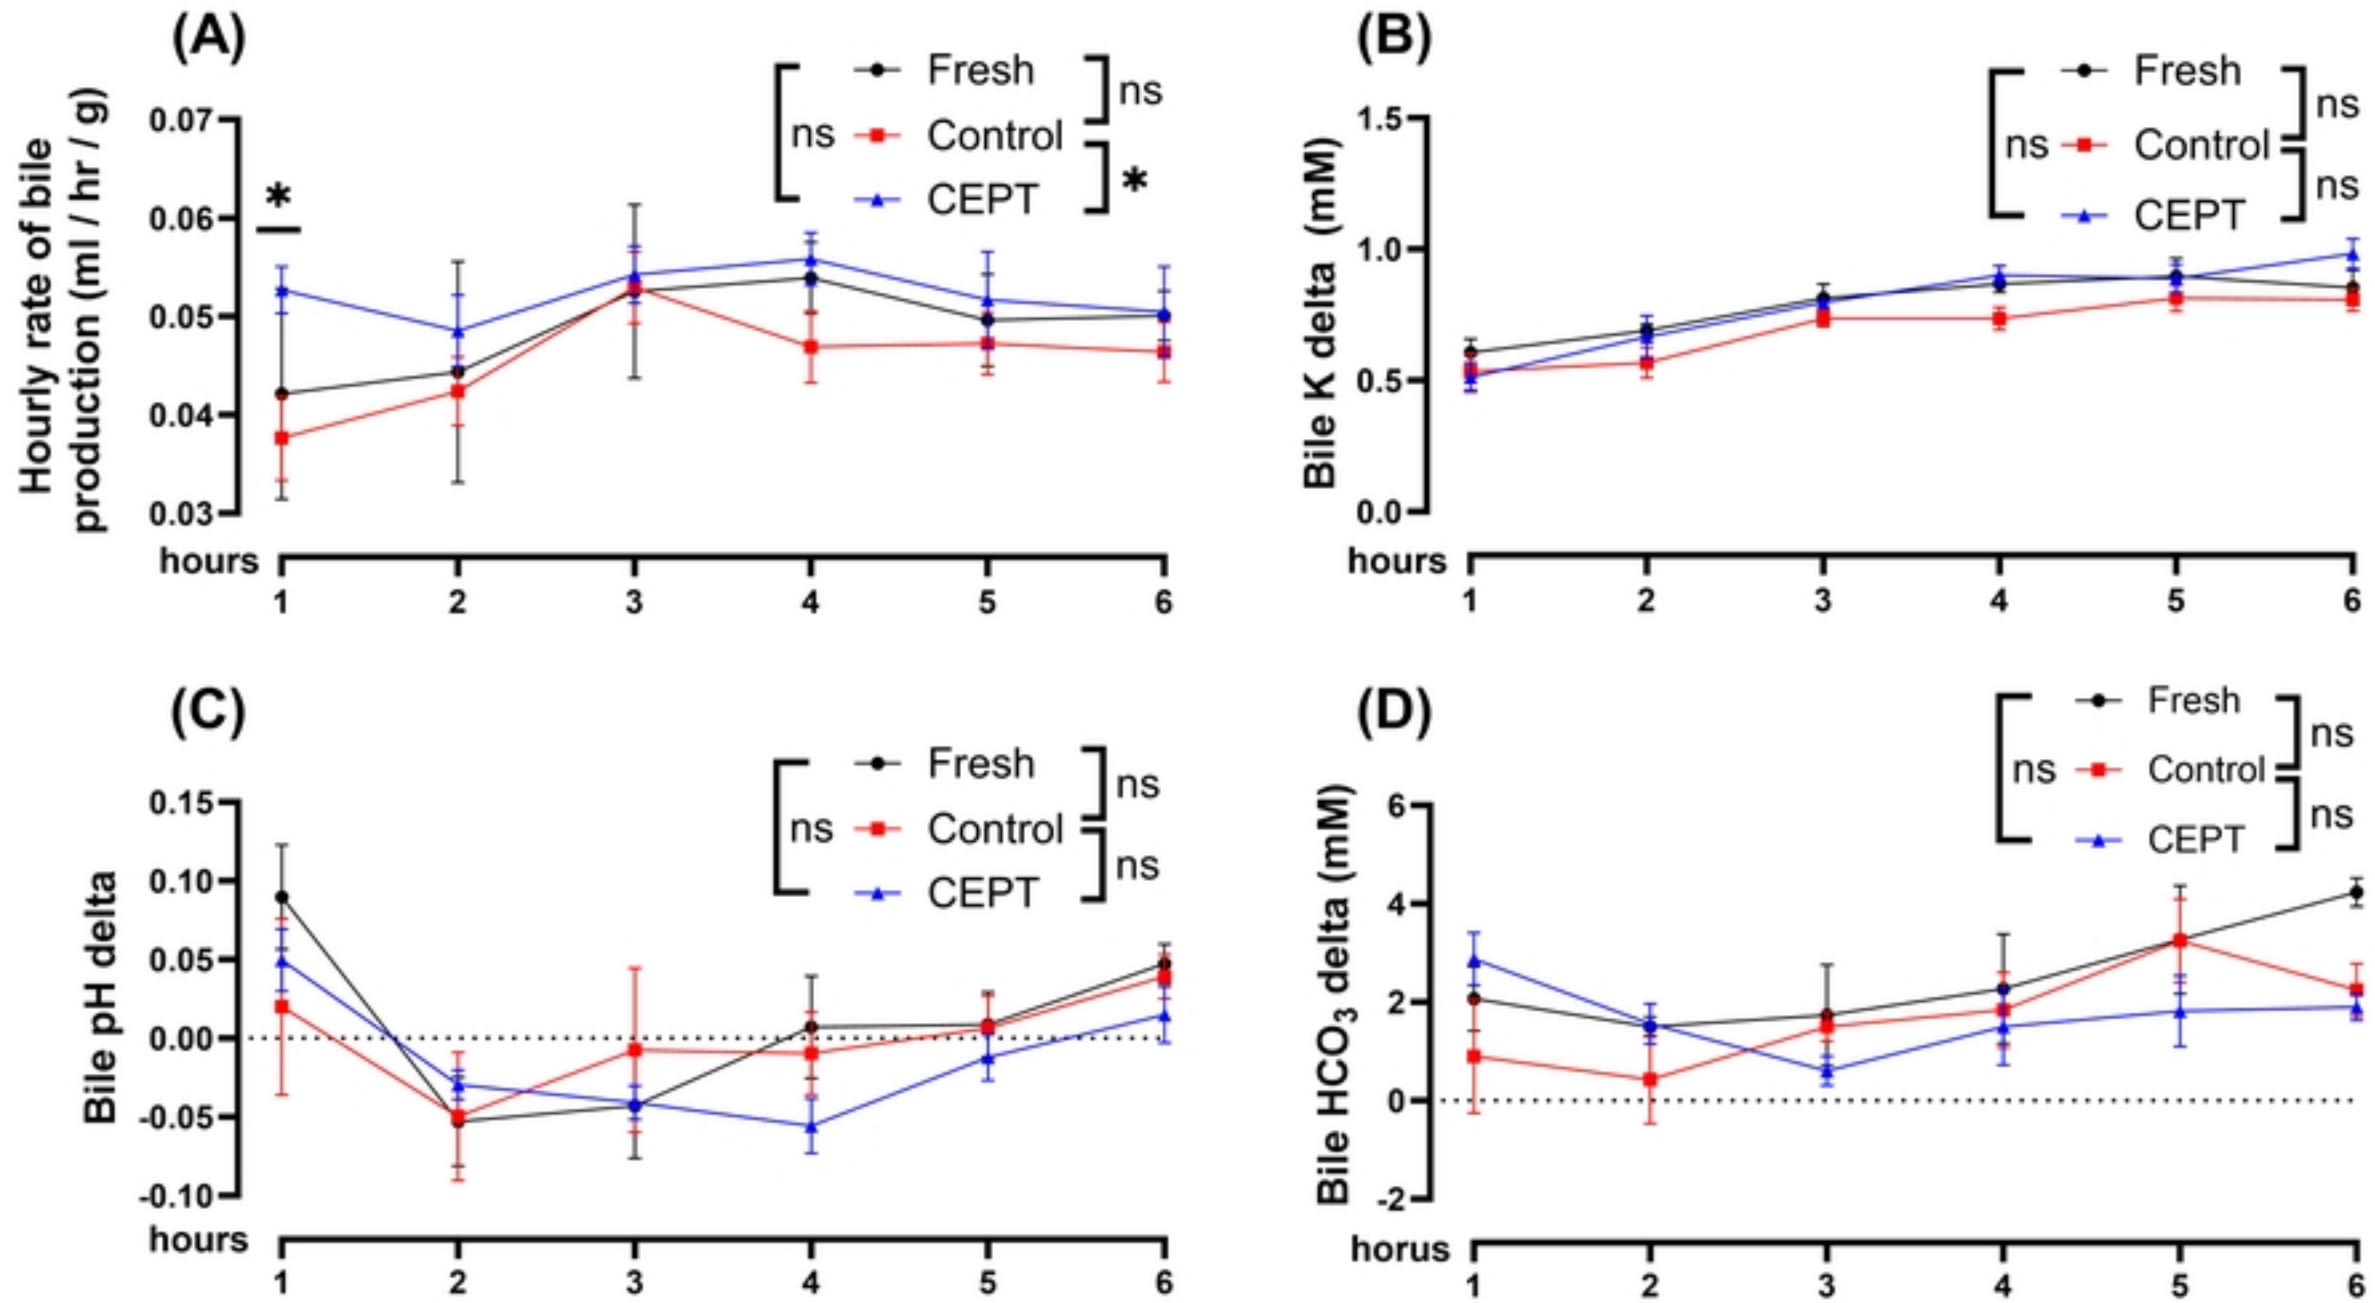 (A)
Hourly rate of bile
production (ml / hr / g)
0.07
0.06
0.05
0.04
0.03
*
ns
Fresh
Control
CEPT
ns
*
hours
1 2 3 4 5 6
(B)
Bile K delta (mM)
1.5
1.0
0.5
0.0
ns
Fresh
Control
CEPT
ns
ns
hours
1 2 3 4 5 6
(C)
Bile pH delta
0.15
0.10
0.05
0.00
-0.05
-0.10
ns
Fresh
Control
CEPT
ns
ns
hours
1 2 3 4 5 6
(D)
Bile HCO3 delta (mM)
6
4
2
0
-2
ns
Fresh
Control
CEPT
ns
ns
horus
1 2 3 4 5 6